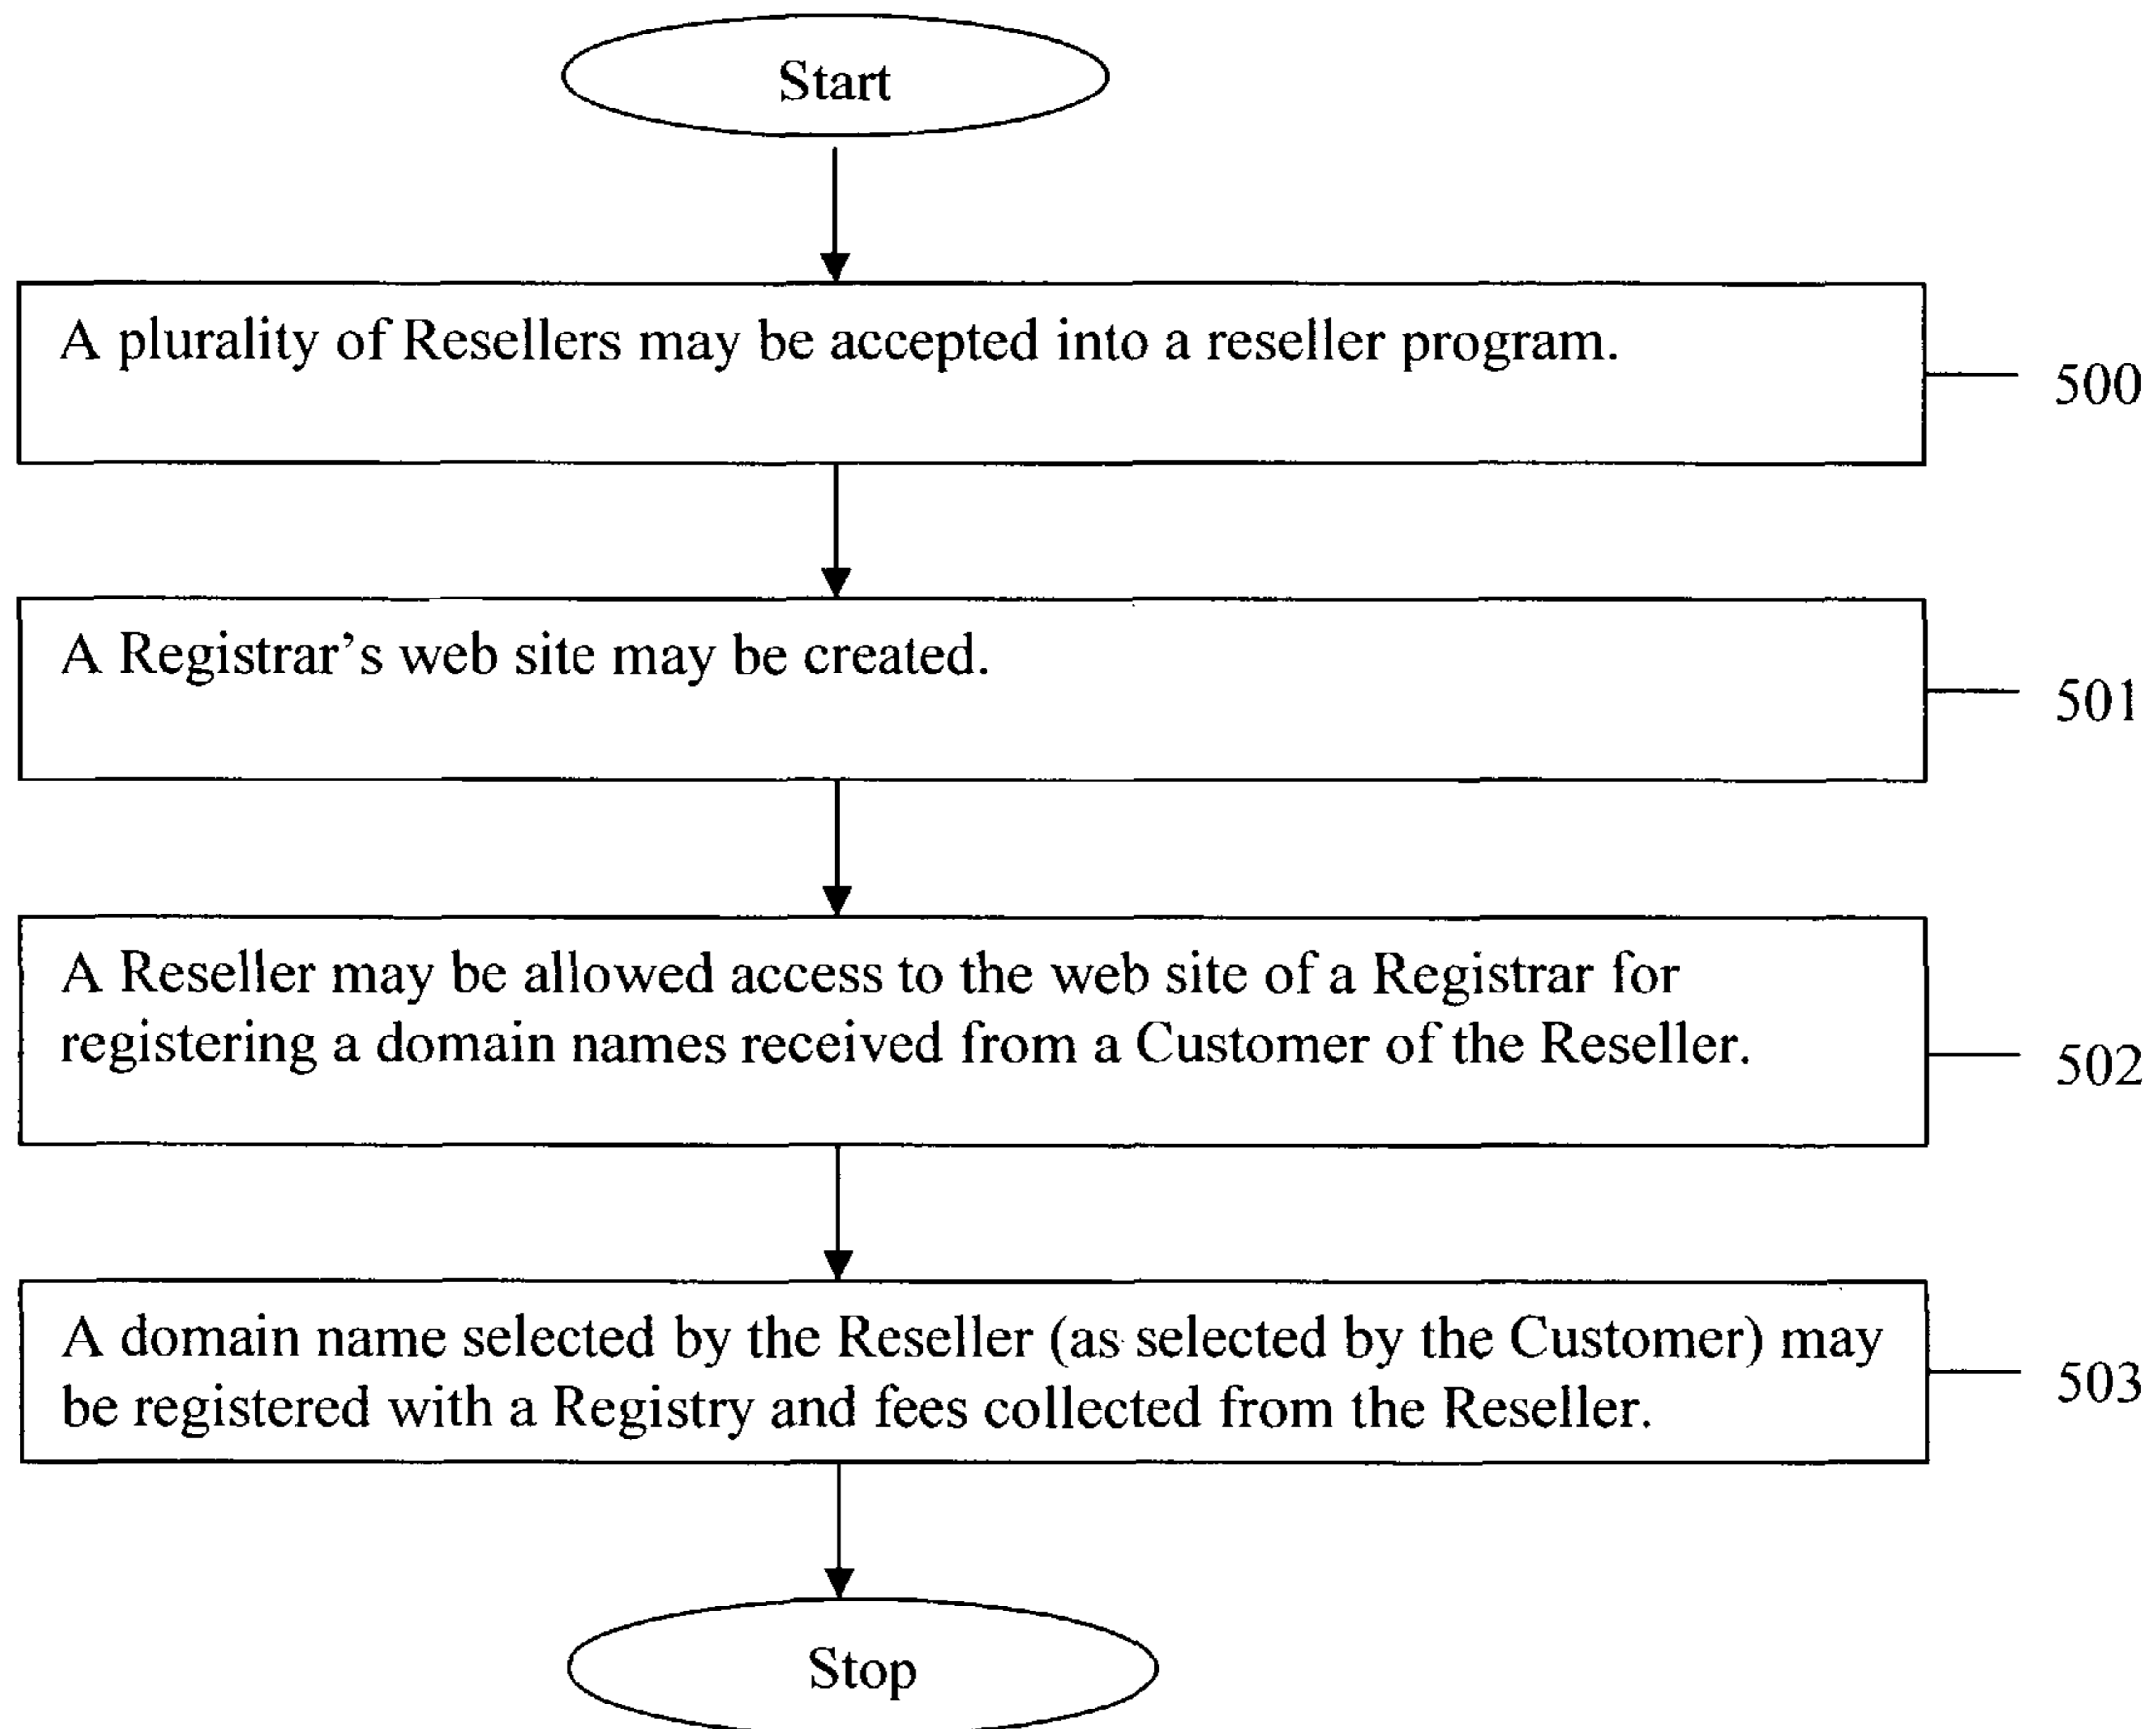 Start
A plurality of Resellers may be accepted into a reseller program.
500
A Registrar's web site may be created.
501
A Reseller may be allowed access to the web site of a Registrar for
registering a domain names received from a Customer of the Reseller.
502
A domain name selected by the Reseller (as selected by the Customer) may
be registered with a Registry and fees collected from the Reseller.
503
Stop